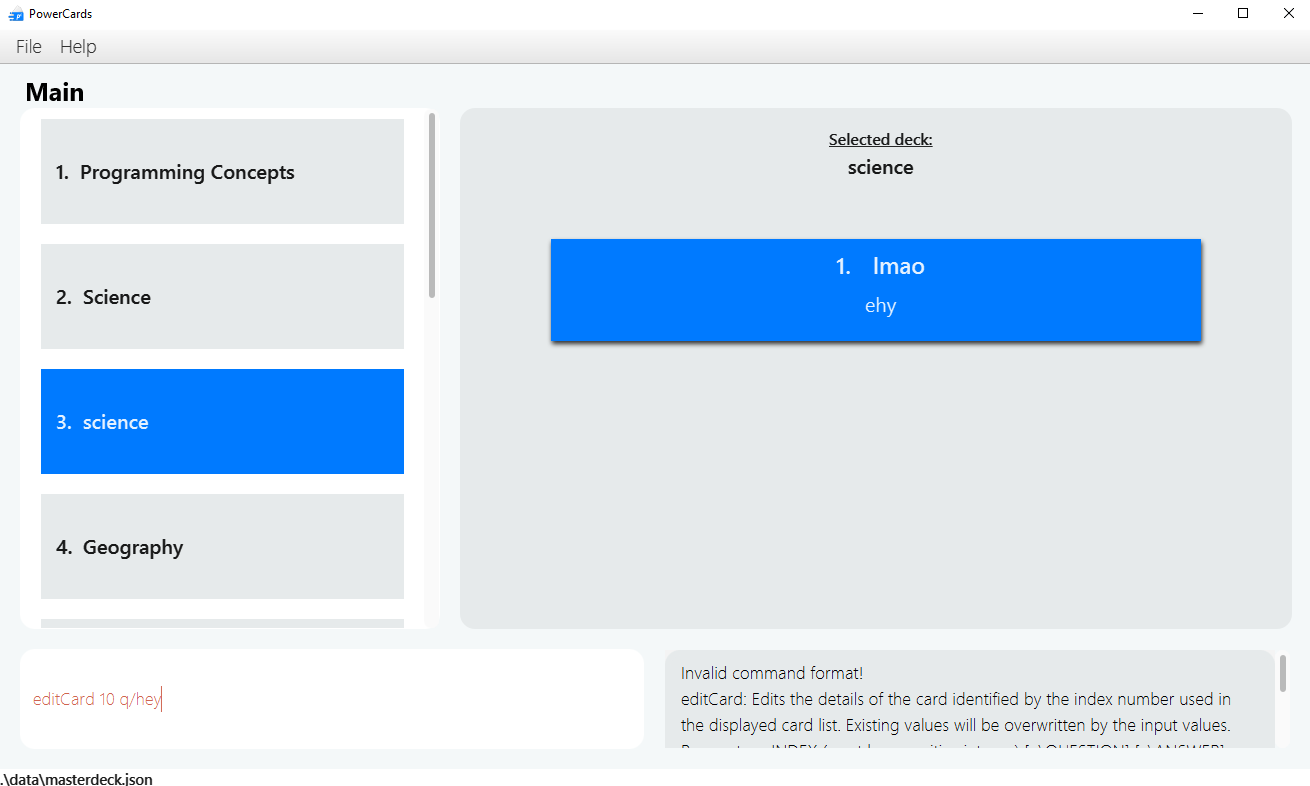 PowerCards
File Help
Main
1. Programming Concepts
2. Science
3. science
4. Geography
Selected deck:
science
1. lmao
ehy
editCard 10 q/hey
Invalid command format!
editCard: Edits the details of the card identified by the index number used in
the displayed card list. Existing values will be overwritten by the input values.
.\data\masterdeck.json